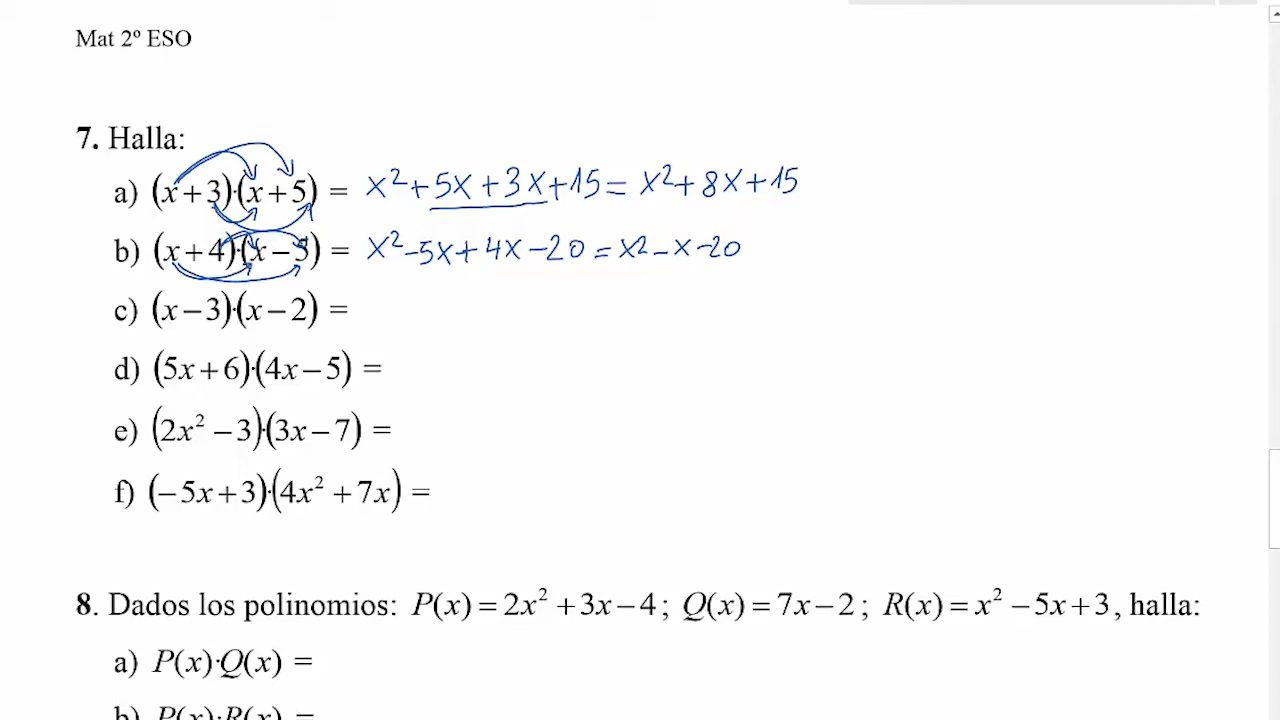 Mat 2º ESO
7. Halla:
a) (x+3)·(x+5) = x²+5x+3x+15 = x²+8x+15
b) (x+4)·(x−5) = x²−5x+4x−20 = x²−x−20
c) (x−3)·(x−2) =
d) (5x+6)·(4x−5) =
e) (2x²−3)·(3x−7) =
f) (−5x+3)·(4x²+7x) =
8. Dados los polinomios: P(x)=2x²+3x−4; Q(x)=7x−2; R(x)=x²−5x+3, halla:
a) P(x)·Q(x) =
b) P(x)·R(x) =